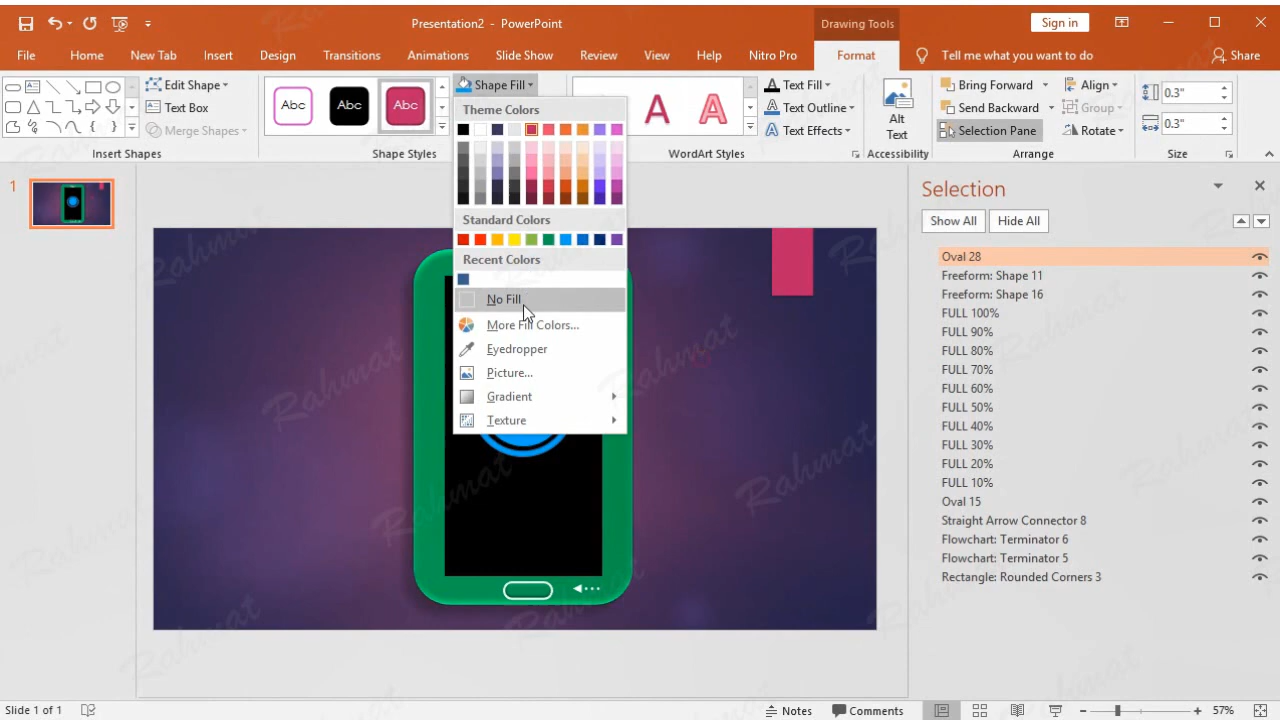 Presentation2 - PowerPoint
Drawing Tools
Sign in
File Home New Tab Insert Design Transitions Animations Slide Show Review View Help Nitro Pro Format Tell me what you want to do Share
Edit Shape
Text Box
Merge Shapes
Insert Shapes
Abc Abc Abc
Shape Styles
Shape Fill
A A
Text Fill
Text Outline
Text Effects
WordArt Styles
Alt
Text
Accessibility
Bring Forward
Send Backward
Selection Pane
Align
Group
Rotate
Arrange
0.3"
0.3"
Size
Theme Colors
Standard Colors
Recent Colors
No Fill
More Fill Colors...
Eyedropper
Picture...
Gradient
Texture
1
Selection
Show All Hide All
Oval 28
Freeform: Shape 11
Freeform: Shape 16
FULL 100%
FULL 90%
FULL 80%
FULL 70%
FULL 60%
FULL 50%
FULL 40%
FULL 30%
FULL 20%
FULL 10%
Oval 15
Straight Arrow Connector 8
Flowchart: Terminator 6
Flowchart: Terminator 5
Rectangle: Rounded Corners 3
Rahmat
Slide 1 of 1
Notes Comments 57%